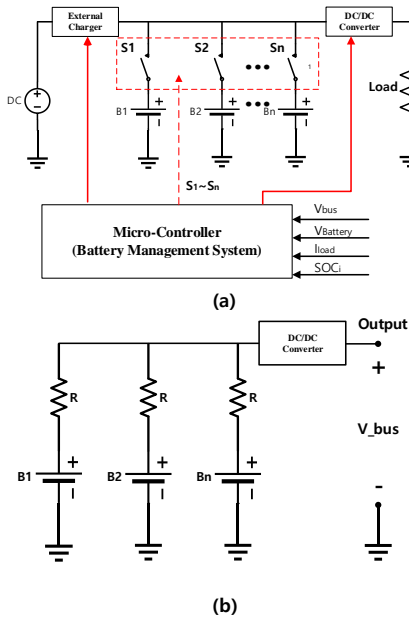 (a)
External
Charger
DC/DC
Converter
S1
S2
Sn
1
DC
+
−
Load
B1
+
B2
+
Bn
+
S1~Sn
Micro-Controller
(Battery Management System)
Vbus
VBattery
Iload
SOCi
(a)
Output
DC/DC
Converter
+
R
R
R
V_bus
B1
+
B2
+
Bn
+
-
(b)